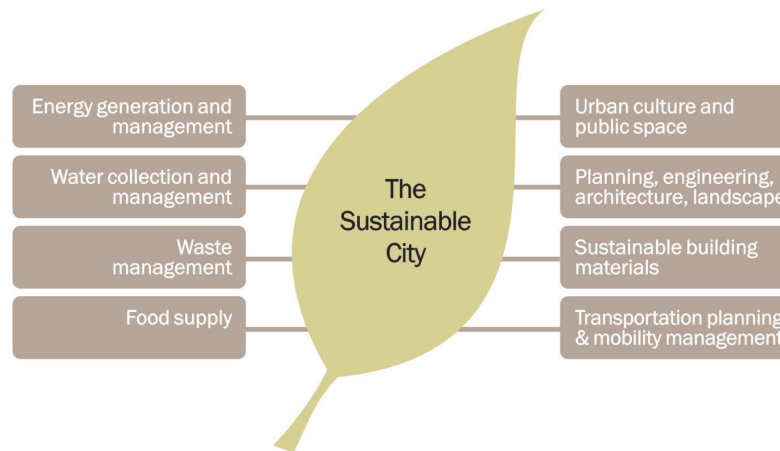 Energy generation and
management
Water collection and
management
Waste
management
Food supply
The
Sustainable
City
Urban culture and
public space
Planning, engineering,
architecture, landscape
Sustainable building
materials
Transportation planning
& mobility management